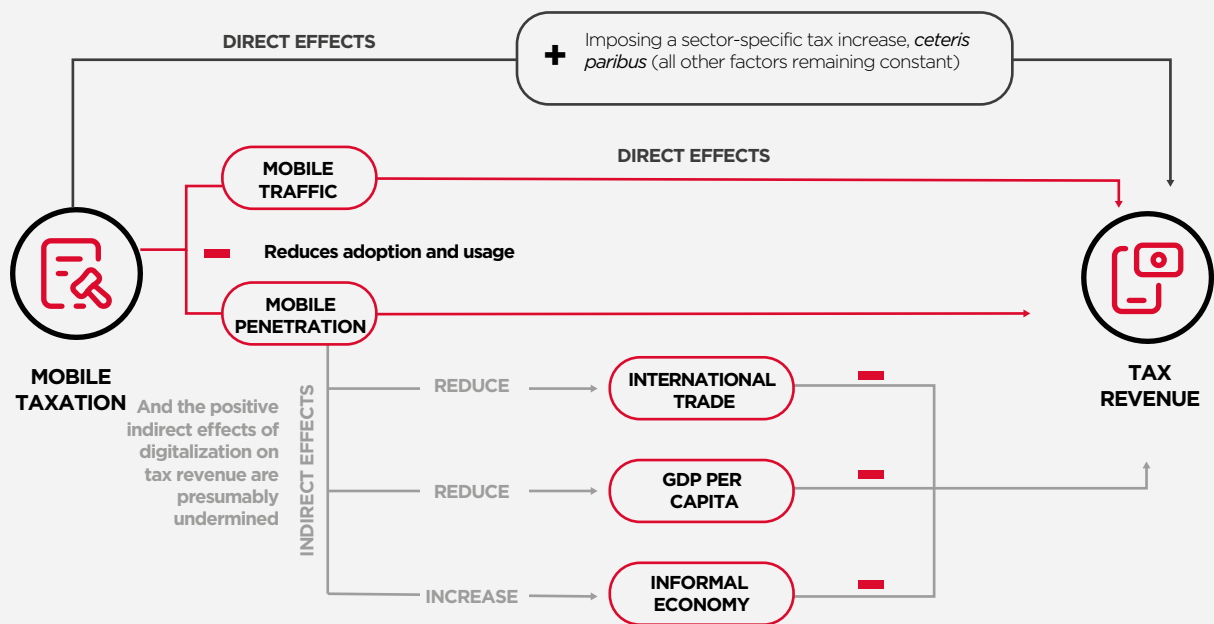 DIRECT EFFECTS
+ Imposing a sector-specific tax increase, ceteris
paribus (all other factors remaining constant)
DIRECT EFFECTS
MOBILE
TRAFFIC
Reduces adoption and usage
MOBILE
PENETRATION
MOBILE
TAXATION
TAX
REVENUE
And the positive
indirect effects of
digitalization on
tax revenue are
presumably
undermined
INDIRECT EFFECTS
REDUCE
INTERNATIONAL
TRADE
REDUCE
GDP PER
CAPITA
INCREASE
INFORMAL
ECONOMY